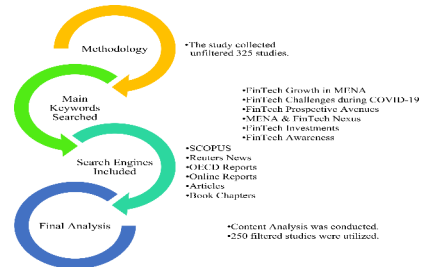 Methodology
•The study collected
unfiltered 325 studies.
Main
Keywords
Searched
•FinTech Growth in MENA
•FinTech Challenges during COVID-19
•FinTech Prospective Avenues
•MENA & FinTech Nexus
•FinTech Investments
•FinTech Awareness
Search Engines
Included
•SCOPUS
•Reuters News
•OECD Reports
•Online Reports
•Articles
•Book Chapters
Final Analysis
•Content Analysis was conducted.
•250 filtered studies were utilized.